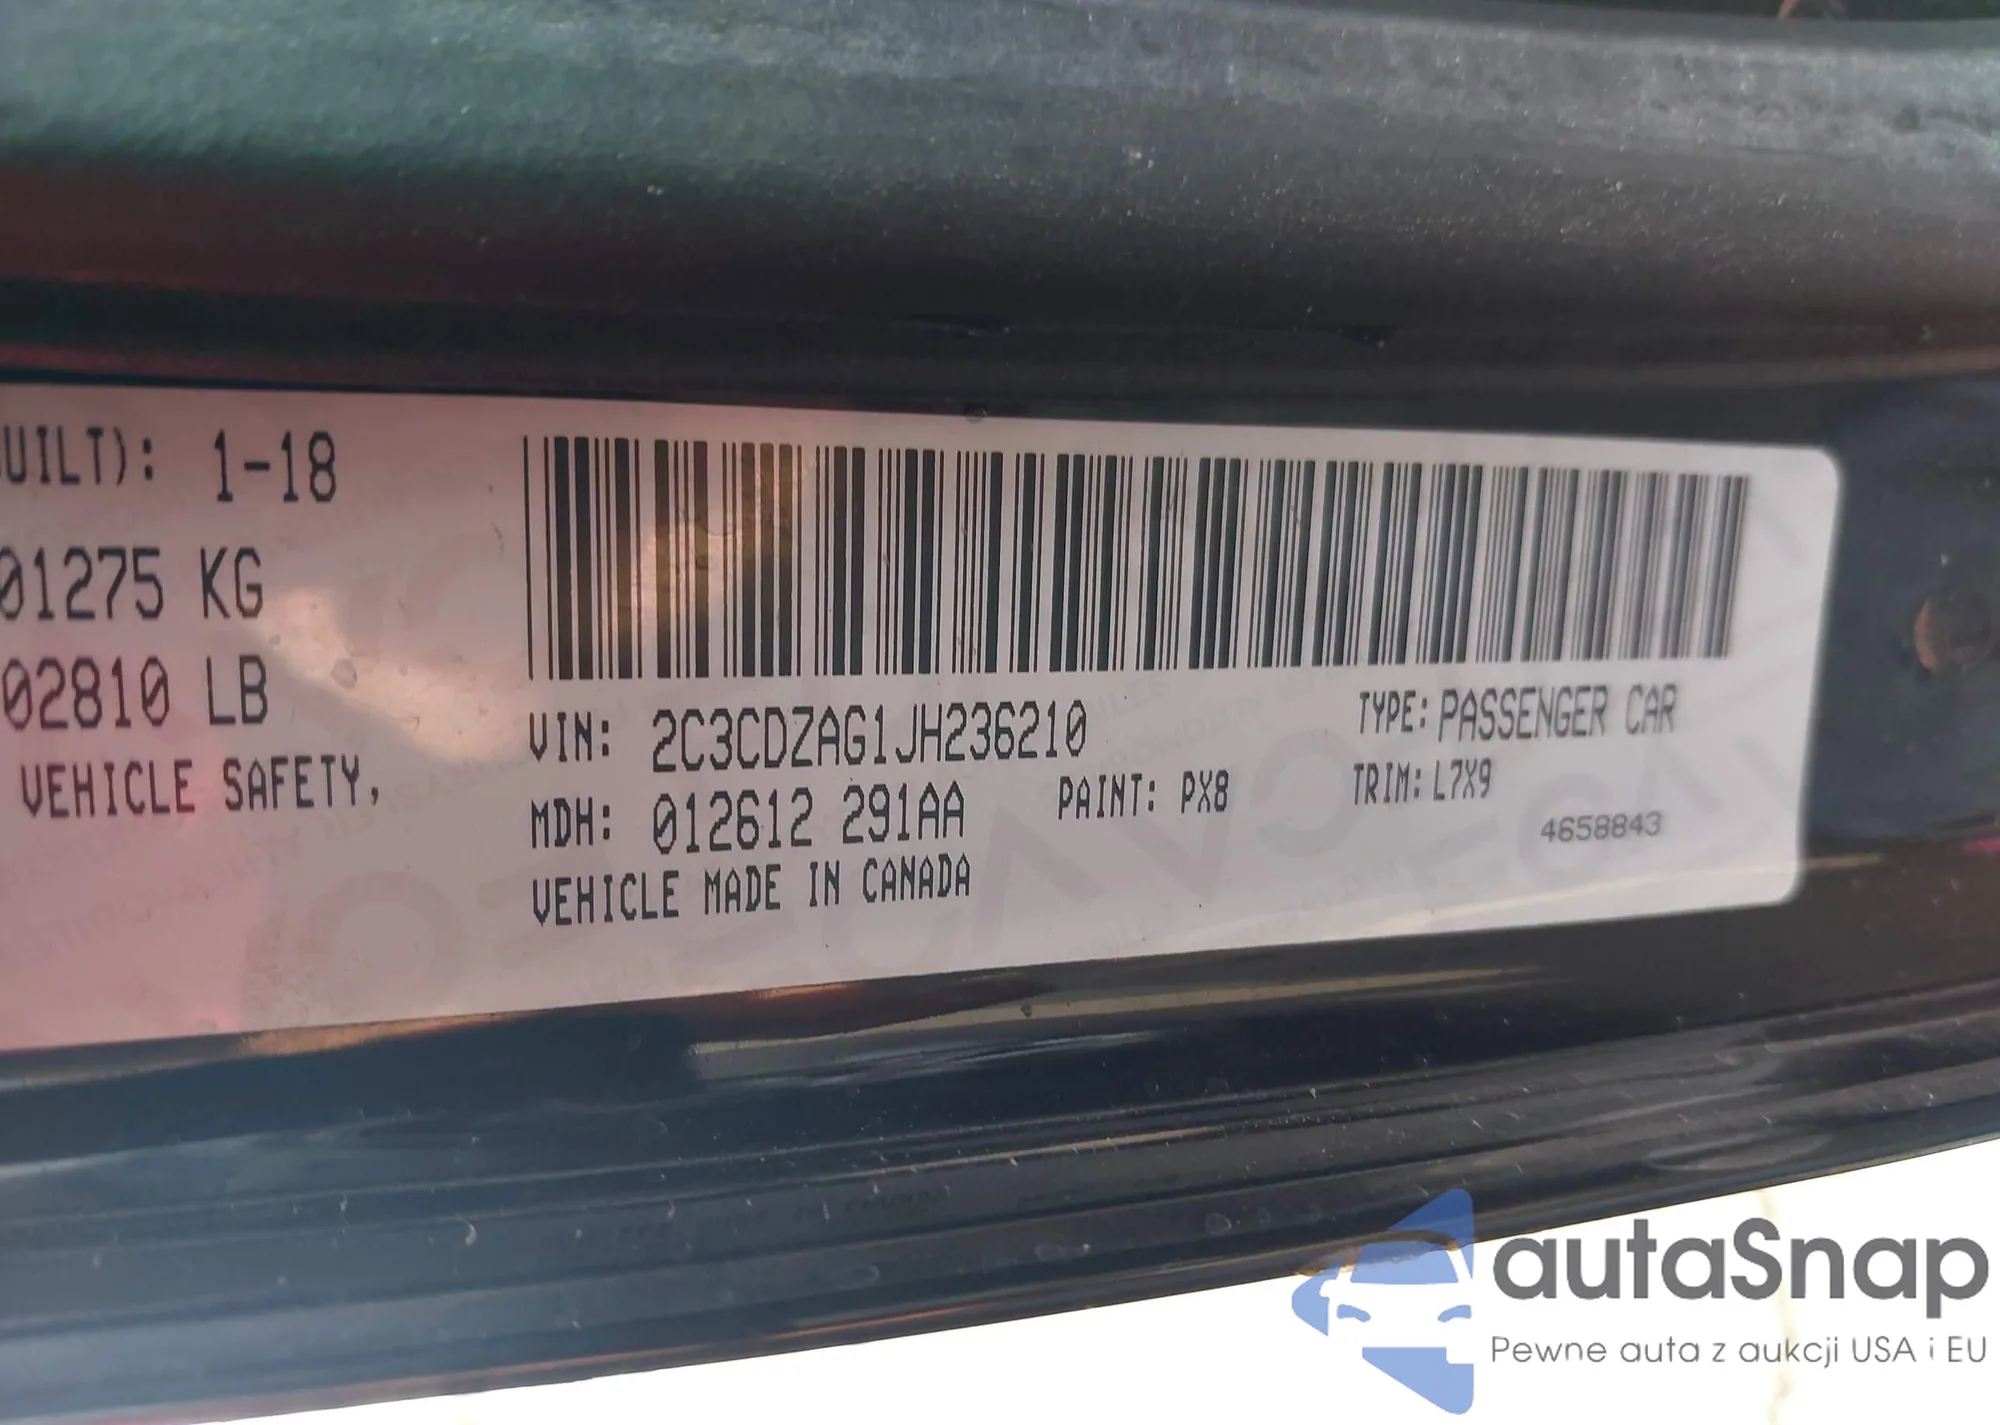 UILT): 1-18
01275 KG
02810 LB
VEHICLE SAFETY,
VIN: 2C3CDZAG1JH236210
TYPE: PASSENGER CAR
MDH: 012612 291AA
PAINT: PX8
TRIM: L7X9
4658843
VEHICLE MADE IN CANADA
autaSnap
Pewne auta z aukcji USA i EU